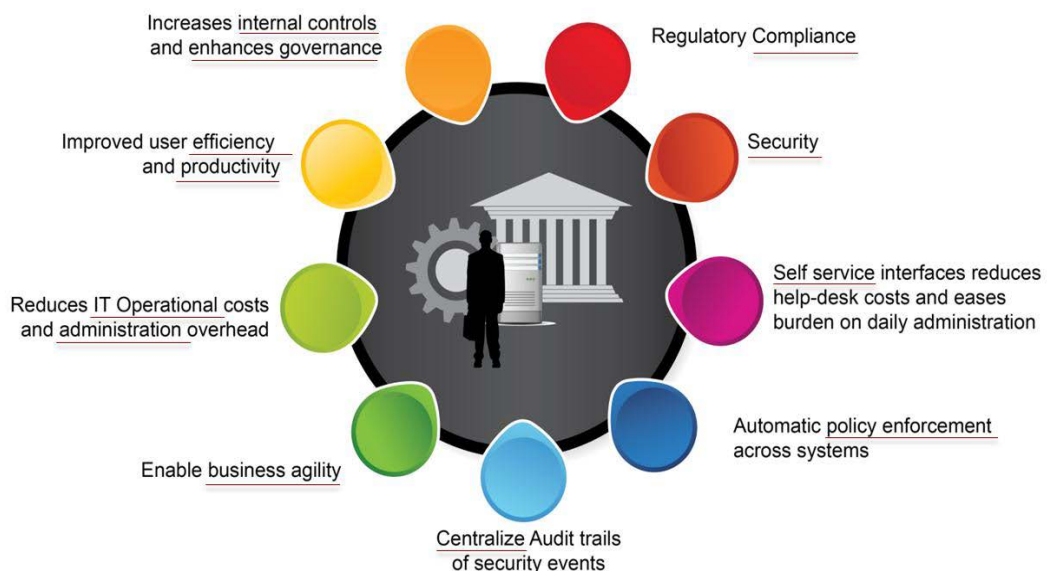 Increases internal controls
and enhances governance
Regulatory Compliance
Improved user efficiency
and productivity
Security
Reduces IT Operational costs
and administration overhead
Self service interfaces reduces
help-desk costs and eases
burden on daily administration
Enable business agility
Automatic policy enforcement
across systems
Centralize Audit trails
of security events